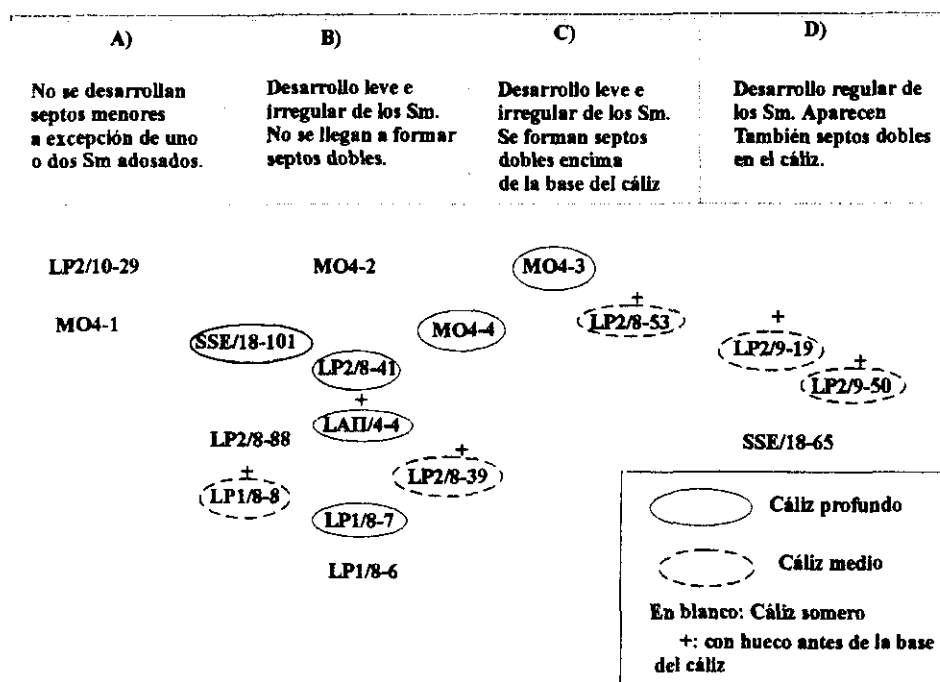 A)
No se desarrollan
septos menores
a excepción de uno
o dos Sm adosados.
B)
Desarrollo leve e
irregular de los Sm.
No se llegan a formar
septos dobles.
C)
Desarrollo leve e
irregular de los Sm.
Se forman septos
dobles encima
de la base del cáliz
D)
Desarrollo regular de
los Sm. Aparecen
También septos dobles
en el cáliz.
LP2/10-29
MO4-2
MO4-3
MO4-1
SSE/18-101
MO4-4
+
LP2/8-53
+
LP2/9-19
LP2/8-41
+
LP2/9-50
+
LAII/4-4
LP2/8-88
SSE/18-65
+
LP2/8-39
+
LP1/8-8
LP1/8-7
LP1/8-6
Cáliz profundo
Cáliz medio
En blanco: Cáliz somero
+: con hueco antes de la base
del cáliz